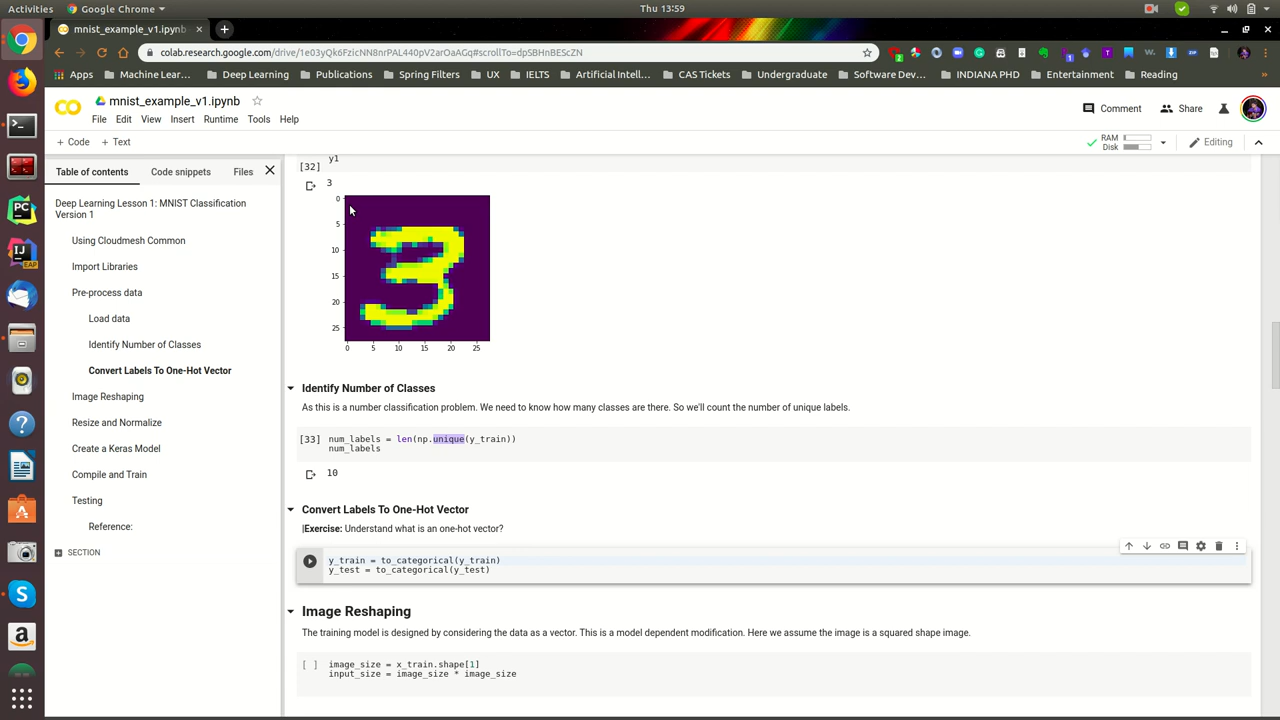 Activities
Google Chrome
Thu 13:59
mnist_example_v1.ipynb
colab.research.google.com/drive/1e03yQk6FzicNN8nrPAL440pV2arOaAGq#scrollTo=dpSBHnBEScZN
Apps
Machine Lear...
Deep Learning
Publications
Spring Filters
UX
IELTS
Artificial Intell...
CAS Tickets
Undergraduate
Software Dev...
INDIANA PHD
Entertainment
Reading
mnist_example_v1.ipynb
Comment
Share
File Edit View Insert Runtime Tools Help
+ Code + Text
RAM
Disk
Editing
Table of contents
Code snippets
Files
Deep Learning Lesson 1: MNIST Classification
Version 1
Using Cloudmesh Common
Import Libraries
Pre-process data
Load data
Identify Number of Classes
Convert Labels To One-Hot Vector
Image Reshaping
Resize and Normalize
Create a Keras Model
Compile and Train
Testing
Reference:
SECTION
y1
[32]
3
0
5
10
15
20
25
0 5 10 15 20 25
Identify Number of Classes
As this is a number classification problem. We need to know how many classes are there. So we'll count the number of unique labels.
[33] num_labels = len(np.unique(y_train))
num_labels
10
Convert Labels To One-Hot Vector
|Exercise: Understand what is an one-hot vector?
y_train = to_categorical(y_train)
y_test = to_categorical(y_test)
Image Reshaping
The training model is designed by considering the data as a vector. This is a model dependent modification. Here we assume the image is a squared shape image.
[ ] image_size = x_train.shape[1]
input_size = image_size * image_size